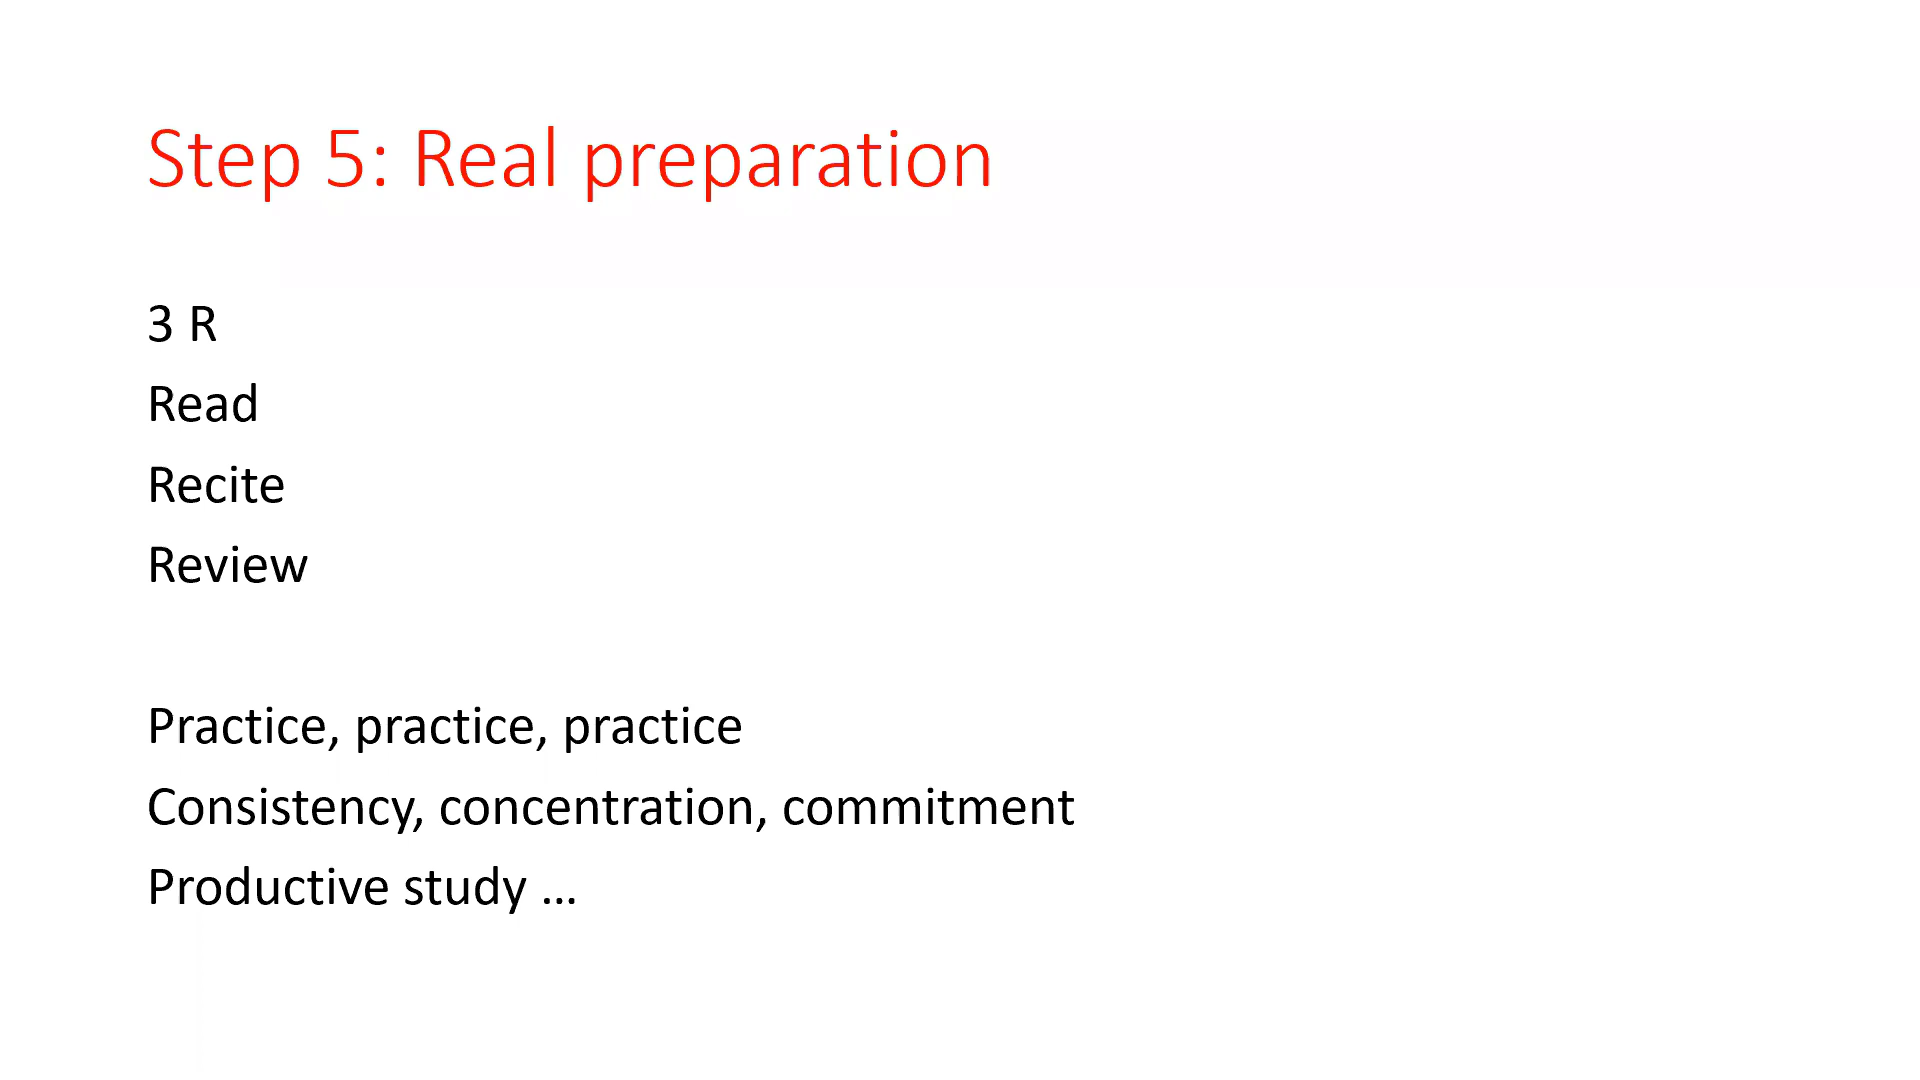 Step 5: Real preparation
3 R
Read
Recite
Review
Practice, practice, practice
Consistency, concentration, commitment
Productive study …